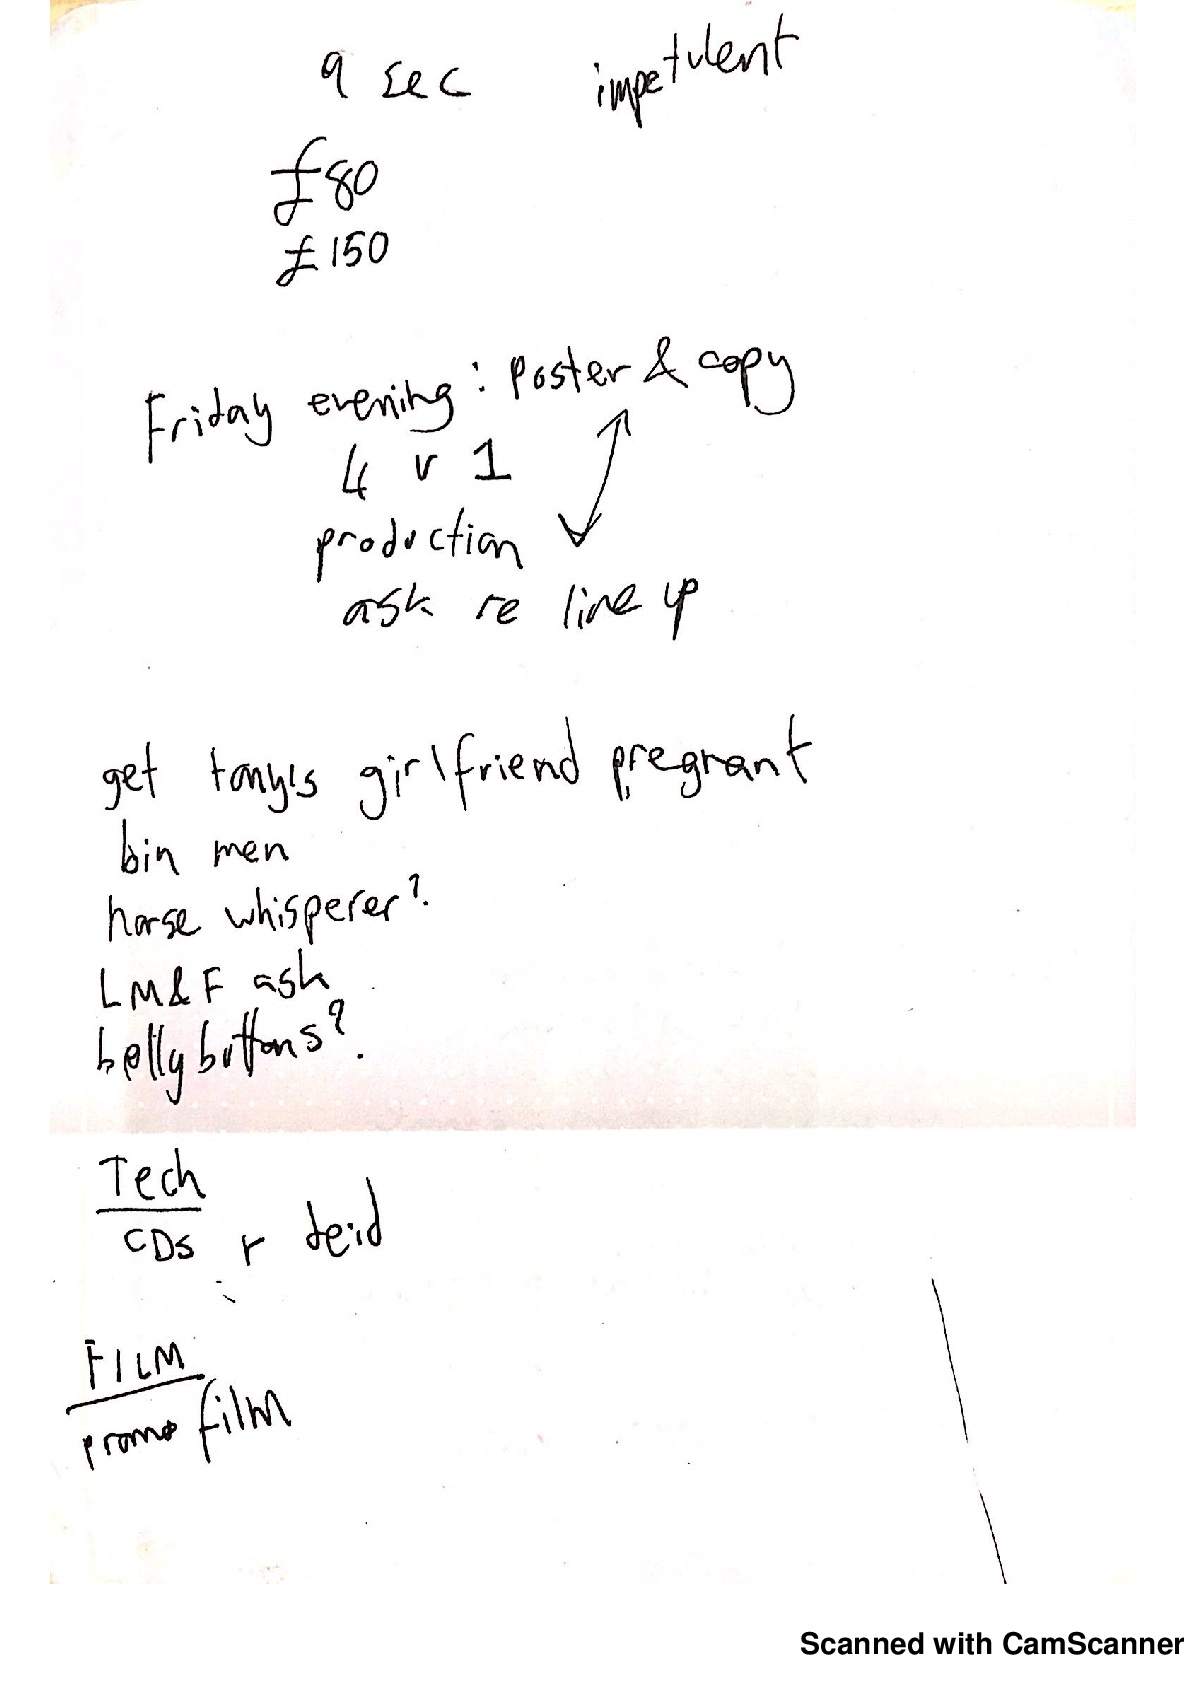 9 sec impetulent
£80
£150
Friday evening: Poster & copy
4 v 1
production
ask re line up
get tony's girlfriend pregnant
bin men
horse whisperer?
LM&F ask
belly buttons?
Tech
CDs r deid
FILM
promo film
Scanned with CamScanner